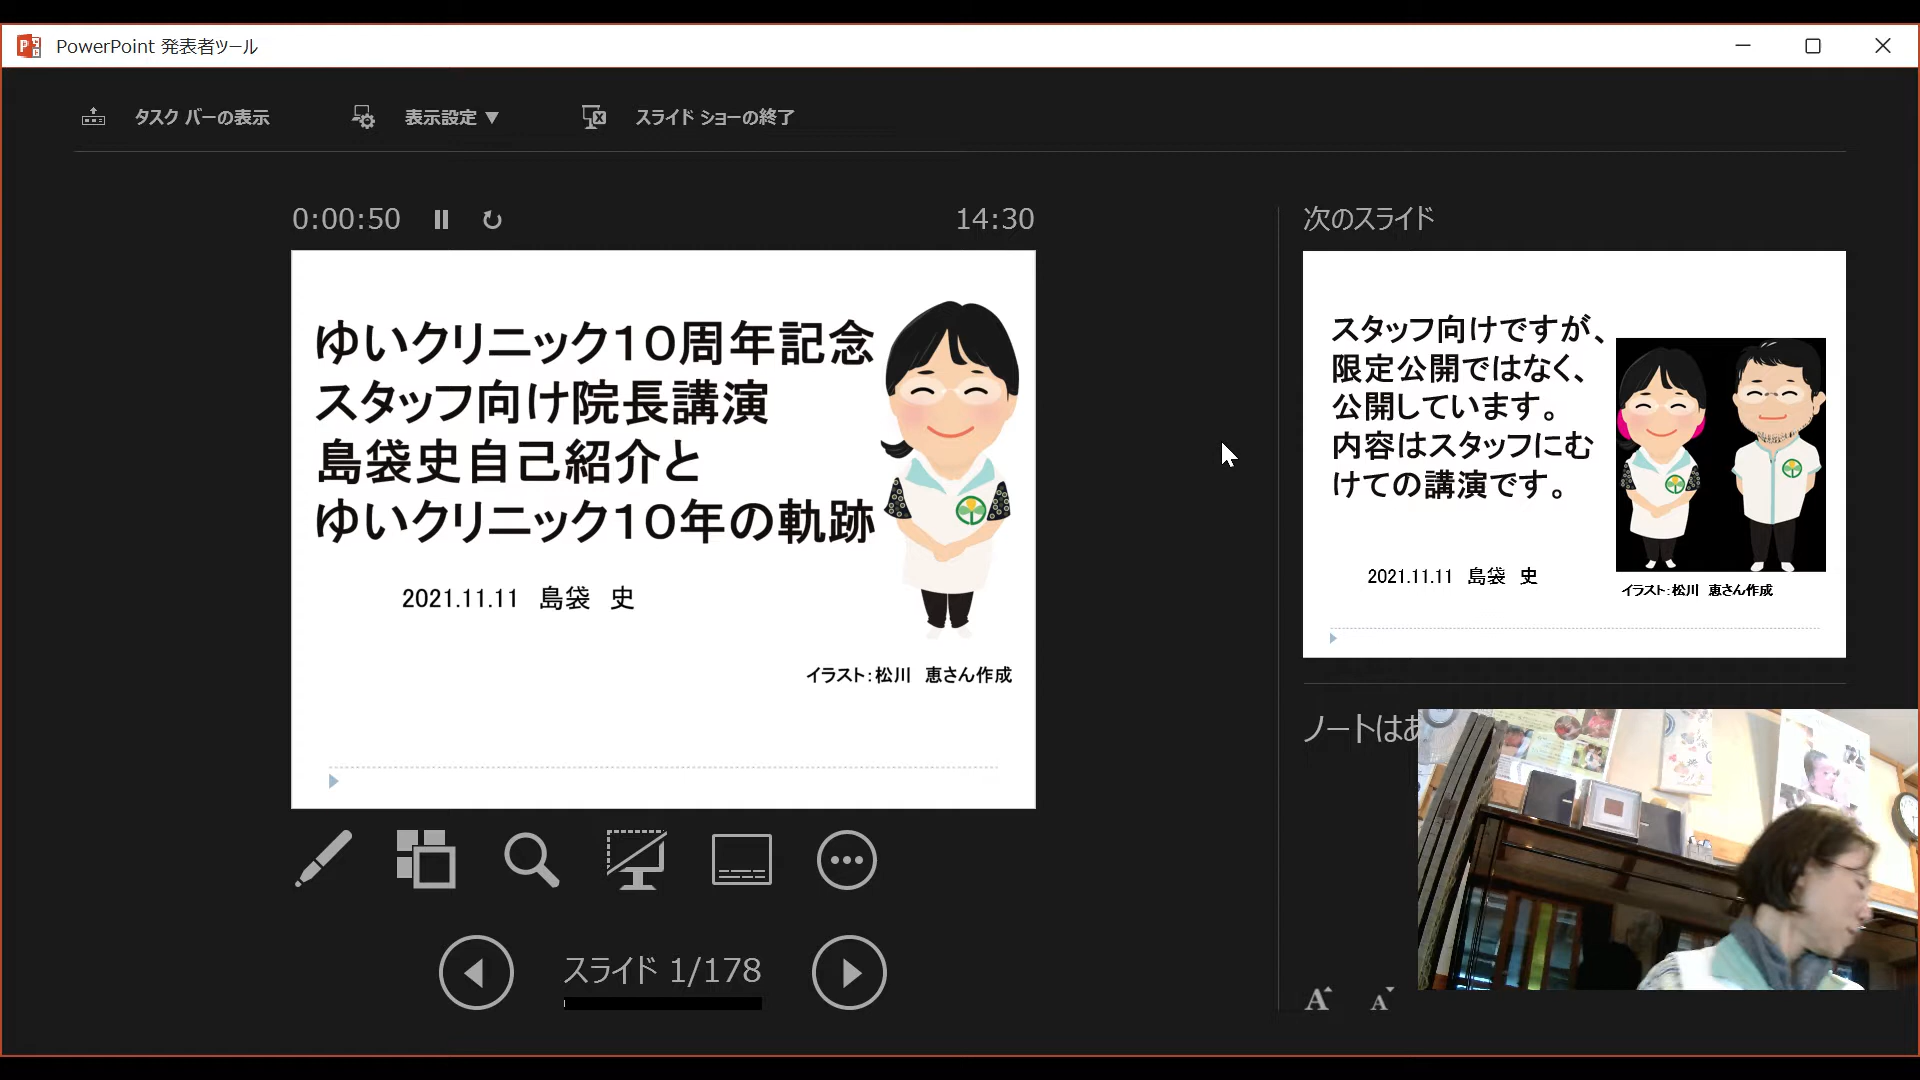 PowerPoint 発表者ツール
タスク バーの表示
表示設定 ▼
スライド ショーの終了
0:00:50
14:30
ゆいクリニック１０周年記念
スタッフ向け院長講演
島袋史自己紹介と
ゆいクリニック１０年の軌跡
2021.11.11　島袋　史
イラスト：松川　恵さん作成
スライド 1/178
次のスライド
スタッフ向けですが、
限定公開ではなく、
公開しています。
内容はスタッフにむ
けての講演です。
2021.11.11　島袋　史
イラスト：松川　恵さん作成
ノートはあ
A
A